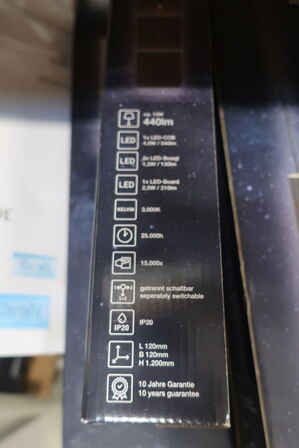 ca. 13W
440lm
LED
1x LED-COB
4,0W / 340lm
LED
2x LED-Board
1,5W / 130lm
LED
1x LED-Board
2,5W / 210lm
KELVIN
3.000K
25.000h
15.000x
1+2
getrennt schaltbar
seperately switchable
IP20
IP20
L 120mm
B 120mm
H 1.200mm
10 Jahre Garantie
10 years guarantee